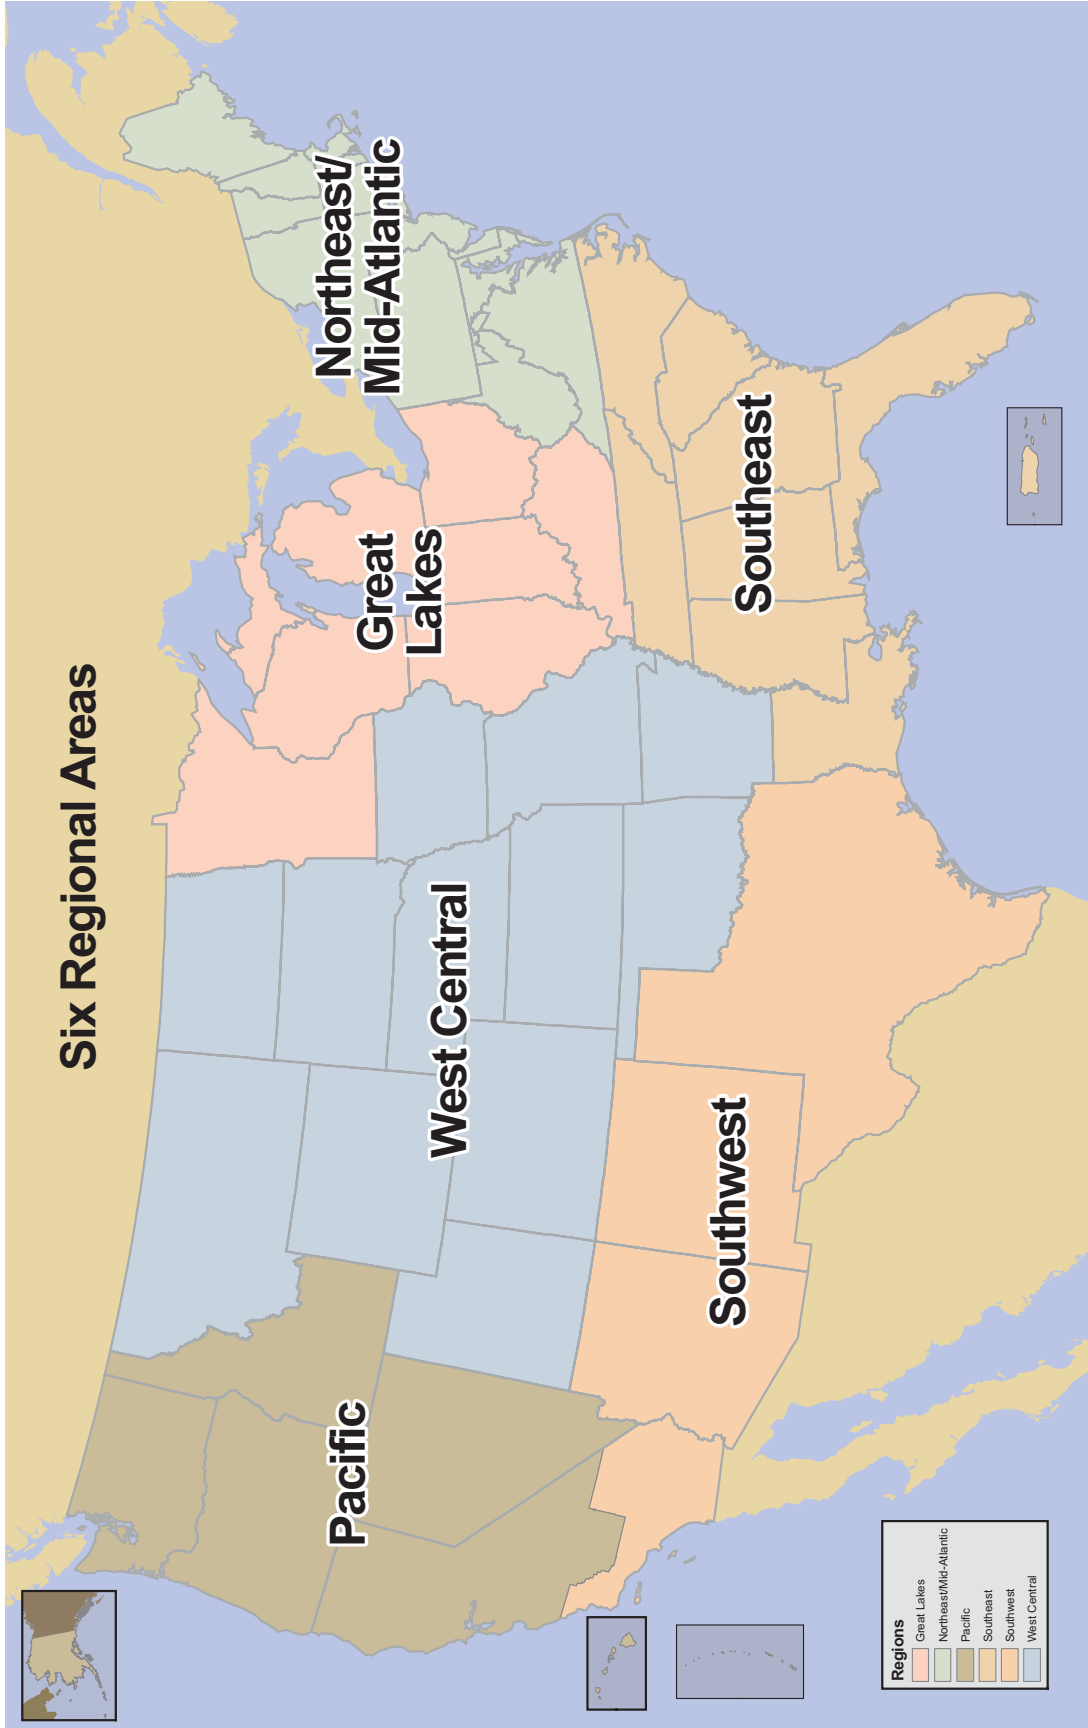 Six Regional Areas
Pacific
West Central
Great
Lakes
Northeast/
Mid-Atlantic
Southwest
Southeast
Regions
Great Lakes
Northeast/Mid-Atlantic
Pacific
Southeast
Southwest
West Central